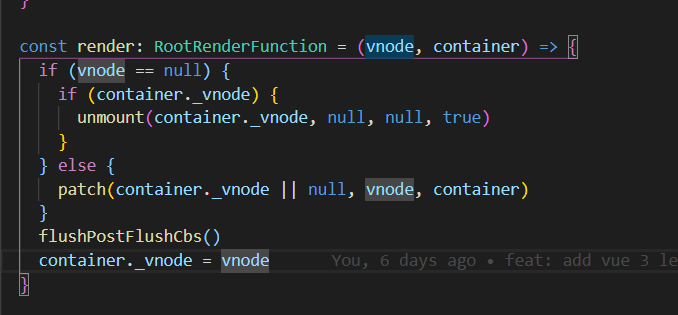 }
const render: RootRenderFunction = (vnode, container) => {
if (vnode == null) {
if (container._vnode) {
unmount(container._vnode, null, null, true)
}
} else {
patch(container._vnode || null, vnode, container)
}
flushPostFlushCbs()
container._vnode = vnode You, 6 days ago • feat: add vue 3 le
}